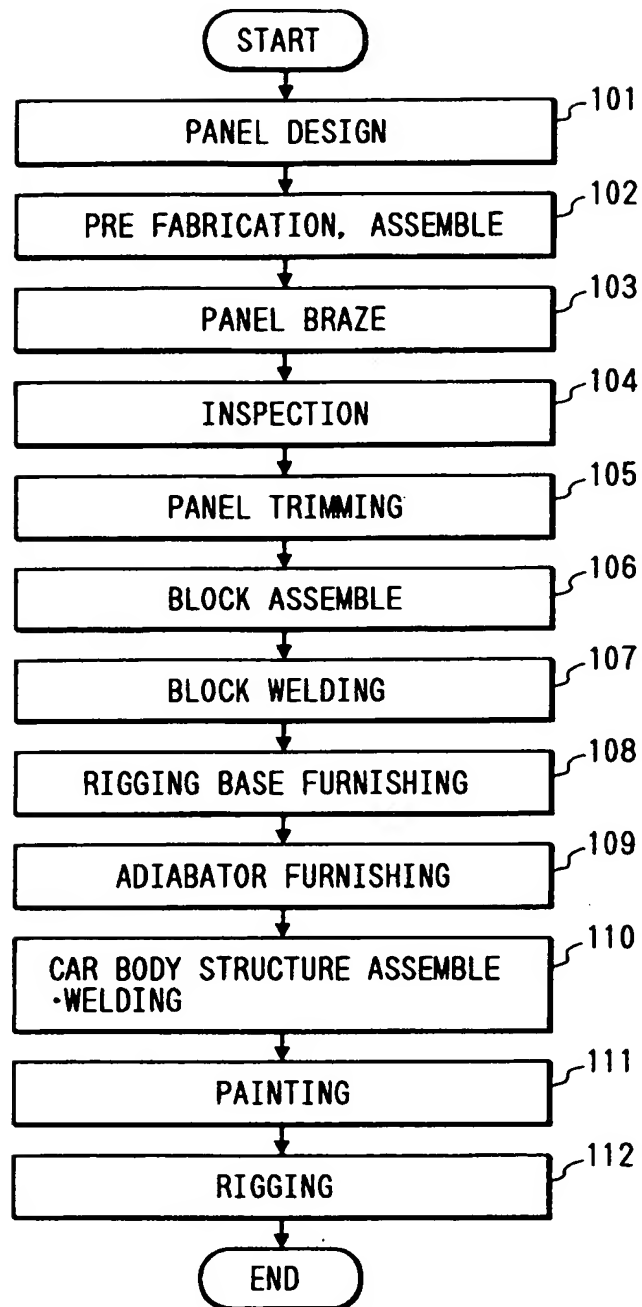 START
101
PANEL DESIGN
102
PRE FABRICATION, ASSEMBLE
103
PANEL BRAZE
104
INSPECTION
105
PANEL TRIMMING
106
BLOCK ASSEMBLE
107
BLOCK WELDING
108
RIGGING BASE FURNISHING
109
ADIABATOR FURNISHING
110
CAR BODY STRUCTURE ASSEMBLE
·WELDING
111
PAINTING
112
RIGGING
END